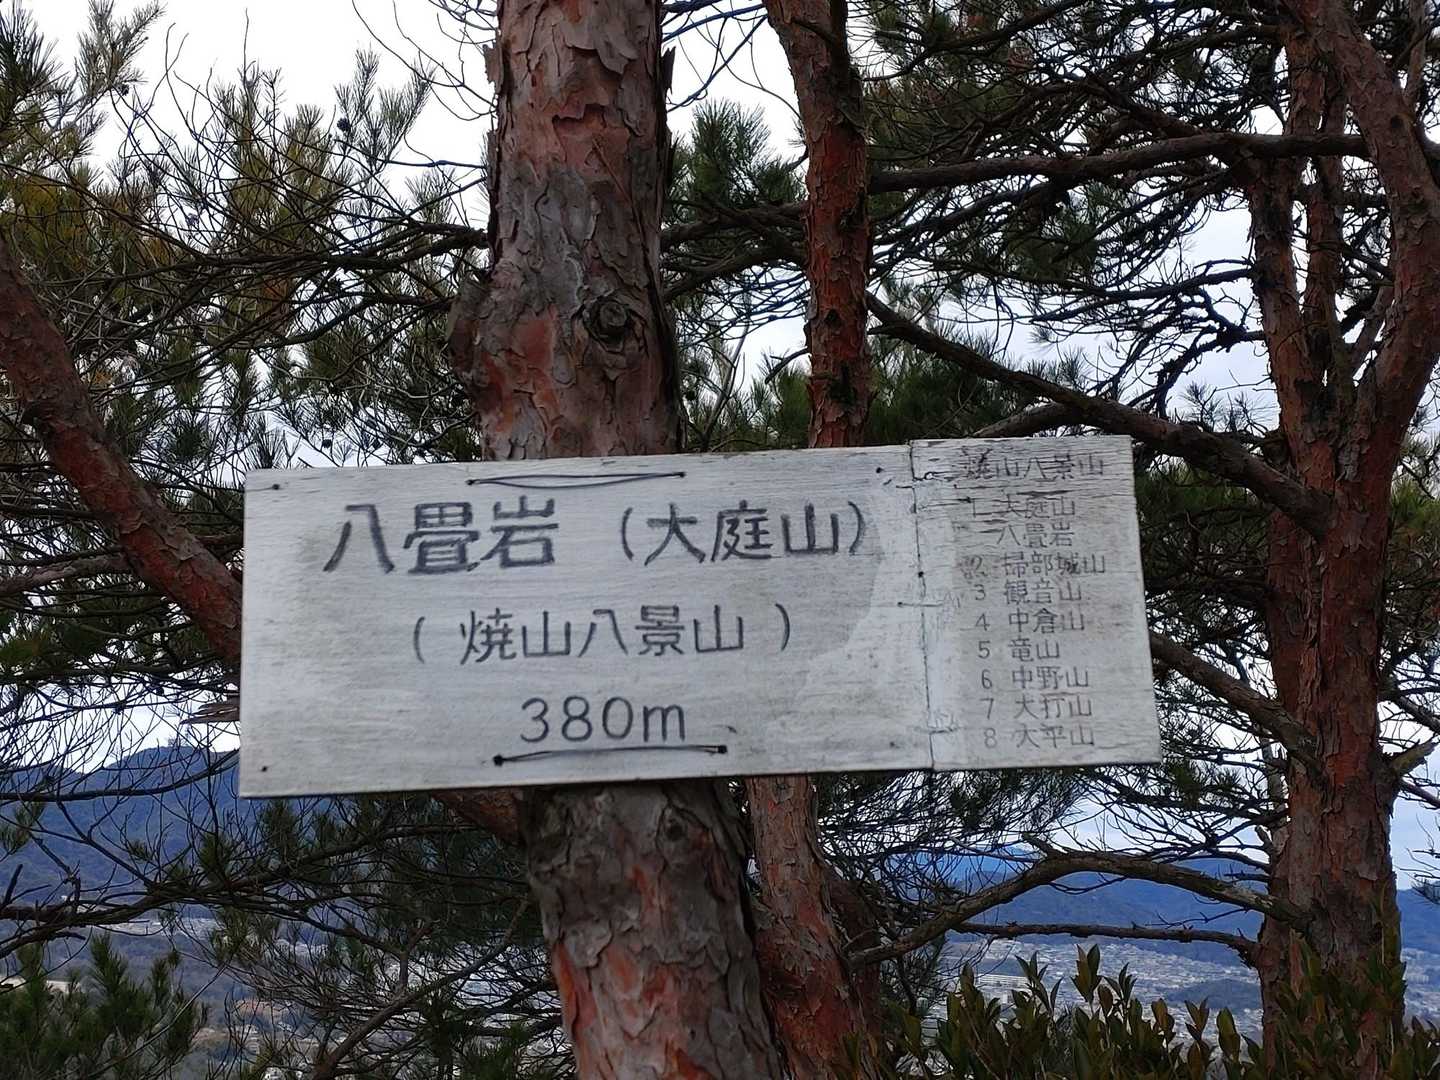 八畳岩（大庭山）
（焼山八景山）
380m
焼山八景山
1 大庭山
八畳岩
2 掃部城山
3 観音山
4 中倉山
5 竜山
6 中野山
7 大打山
8 大平山